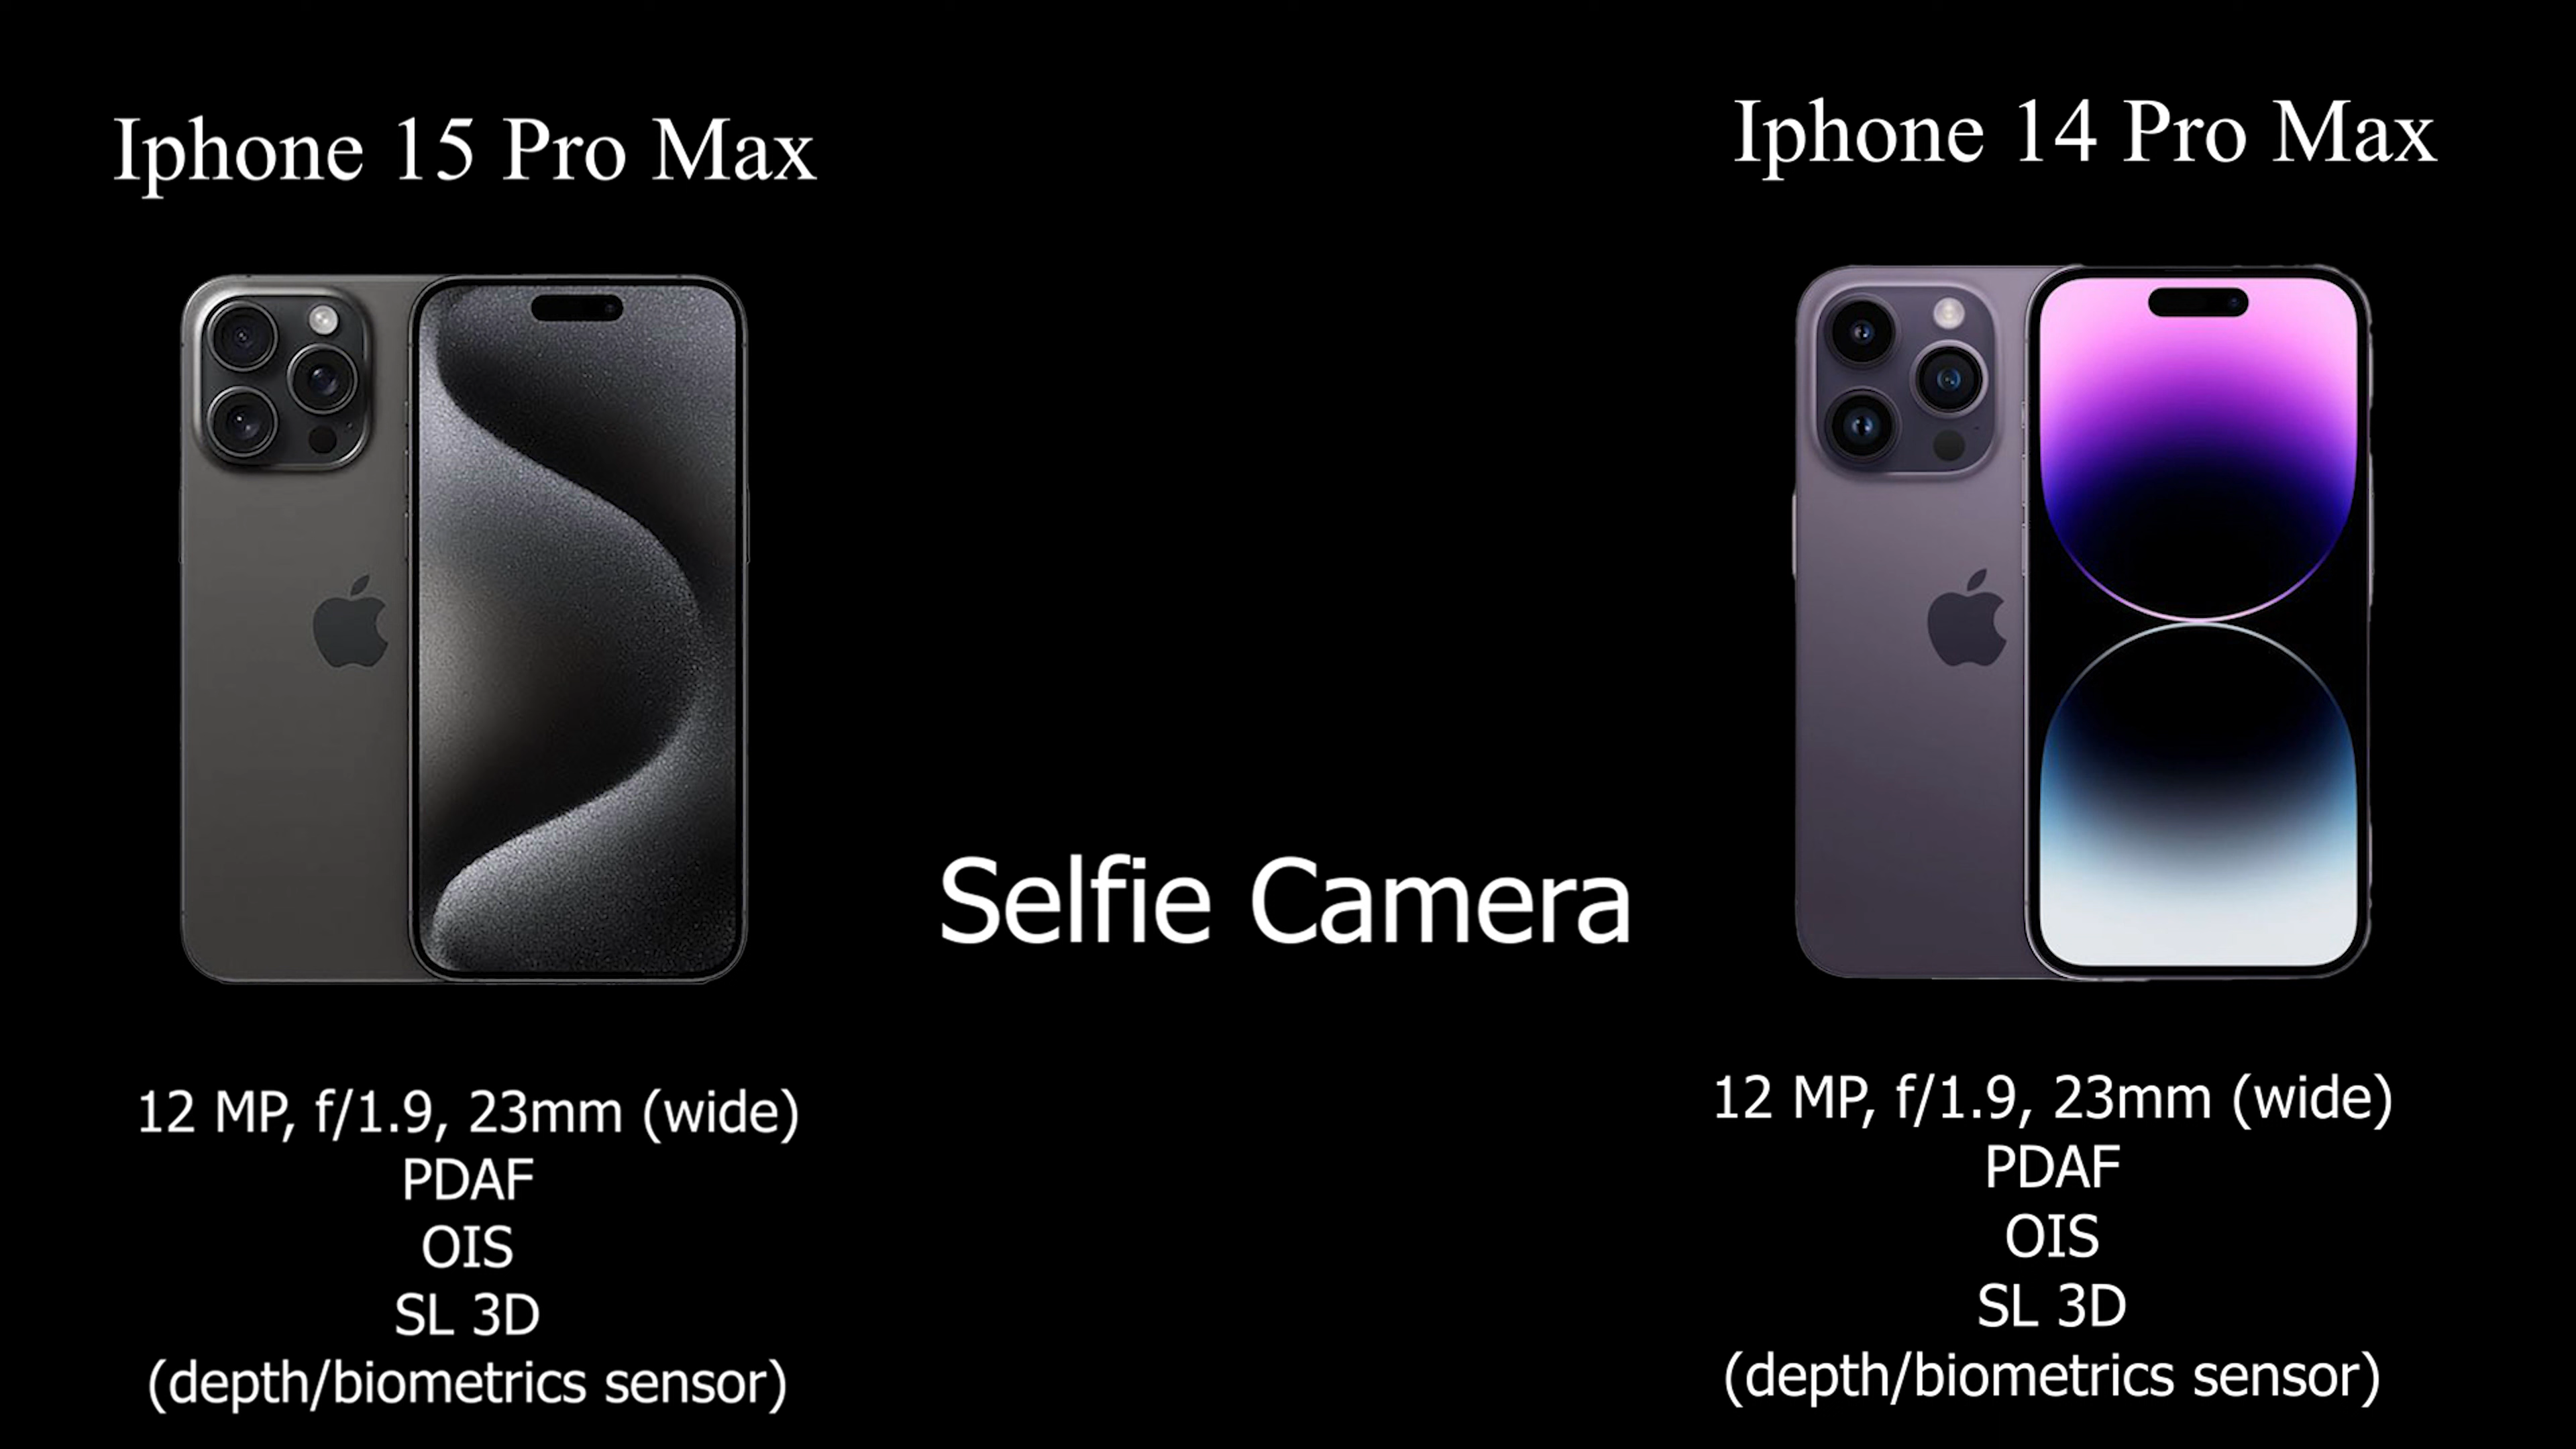 Iphone 15 Pro Max
Iphone 14 Pro Max
Selfie Camera
12 MP, f/1.9, 23mm (wide)
PDAF
OIS
SL 3D
(depth/biometrics sensor)
12 MP, f/1.9, 23mm (wide)
PDAF
OIS
SL 3D
(depth/biometrics sensor)